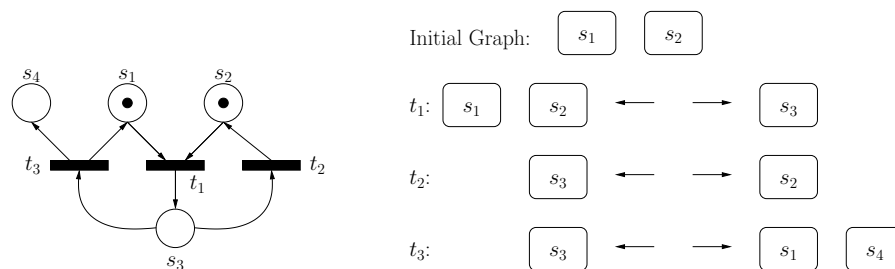 Initial Graph: s₁ s₂
s₄ s₁ s₂
t₁: s₁ s₂ s₃
t₃ t₁ t₂
t₂: s₃ s₂
s₃
t₃: s₃ s₁ s₄